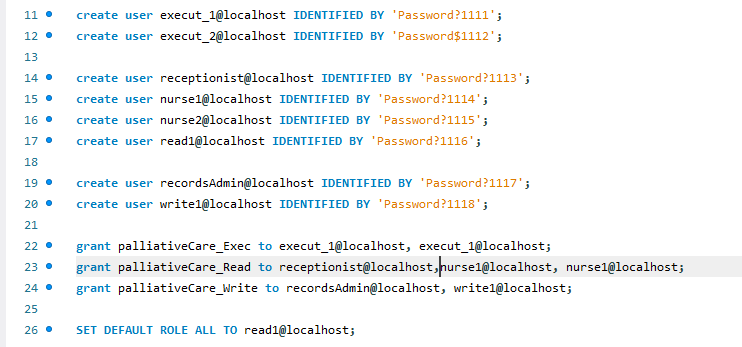 11 create user execut_1@localhost IDENTIFIED BY 'Password?1111';
12 create user execut_2@localhost IDENTIFIED BY 'Password$1112';
13
14 create user receptionist@localhost IDENTIFIED BY 'Password?1113';
15 create user nurse1@localhost IDENTIFIED BY 'Password?1114';
16 create user nurse2@localhost IDENTIFIED BY 'Password?1115';
17 create user read1@localhost IDENTIFIED BY 'Password?1116';
18
19 create user recordsAdmin@localhost IDENTIFIED BY 'Password?1117';
20 create user write1@localhost IDENTIFIED BY 'Password?1118';
21
22 grant palliativeCare_Exec to execut_1@localhost, execut_1@localhost;
23 grant palliativeCare_Read to receptionist@localhost,nurse1@localhost, nurse1@localhost;
24 grant palliativeCare_Write to recordsAdmin@localhost, write1@localhost;
25
26 SET DEFAULT ROLE ALL TO read1@localhost;